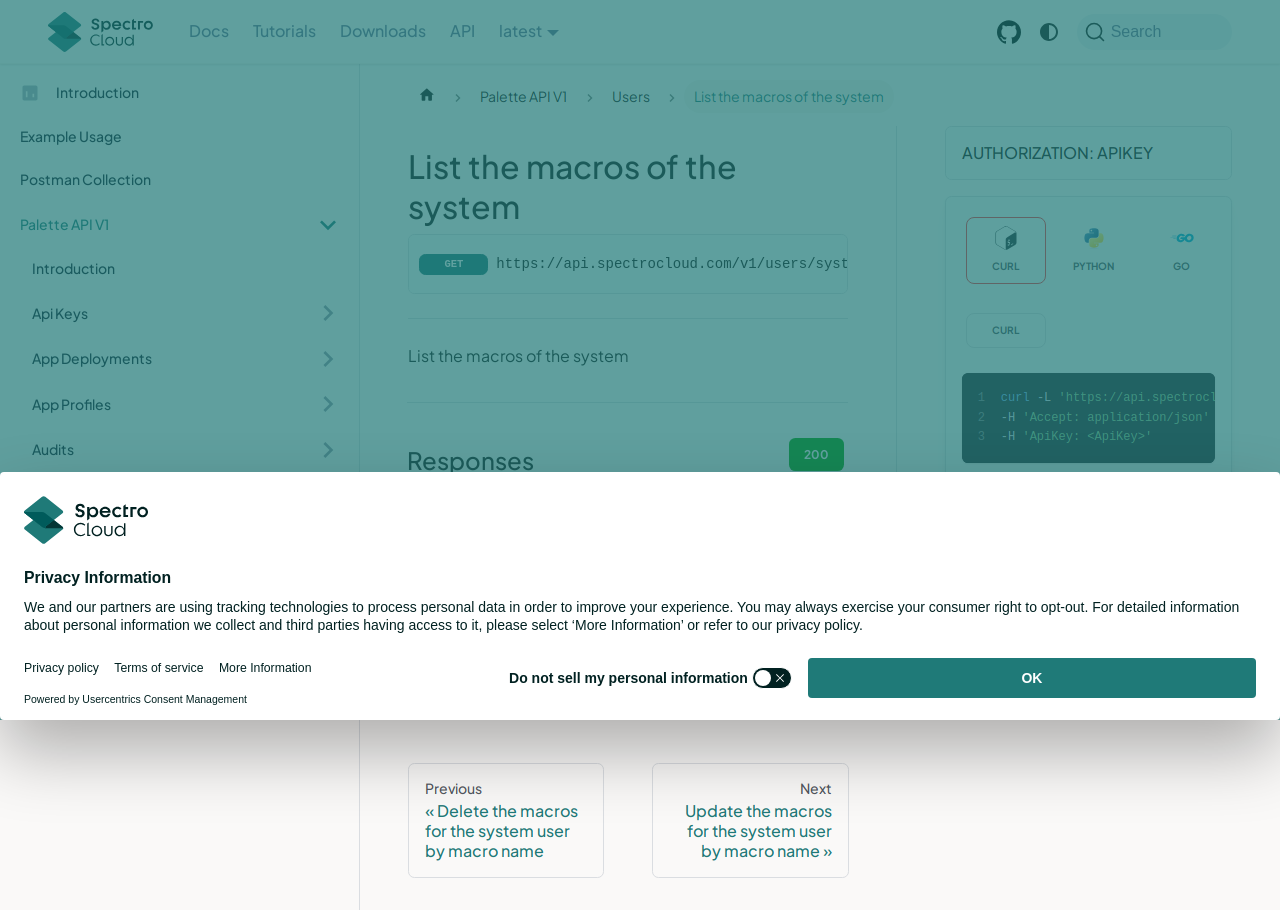 Spectro Cloud
Docs
Tutorials
Downloads
API
latest
Search
Introduction
Example Usage
Postman Collection
Palette API V1
Introduction
Api Keys
App Deployments
App Profiles
Audits
Palette API V1
Users
List the macros of the system
List the macros of the
system
GET https://api.spectrocloud.com/v1/users/syst
List the macros of the system
Responses
200
AUTHORIZATION: APIKEY
CURL
PYTHON
GO
CURL
1 curl -L 'https://api.spectrocl
2 -H 'Accept: application/json'
3 -H 'ApiKey: <ApiKey>'
Spectro
Cloud
Privacy Information
We and our partners are using tracking technologies to process personal data in order to improve your experience. You may always exercise your consumer right to opt-out. For detailed information
about personal information we collect and third parties having access to it, please select ‘More Information’ or refer to our privacy policy.
Privacy policy
Terms of service
More Information
Do not sell my personal information
OK
Powered by Usercentrics Consent Management
Previous
« Delete the macros
for the system user
by macro name
Next
Update the macros
for the system user
by macro name »